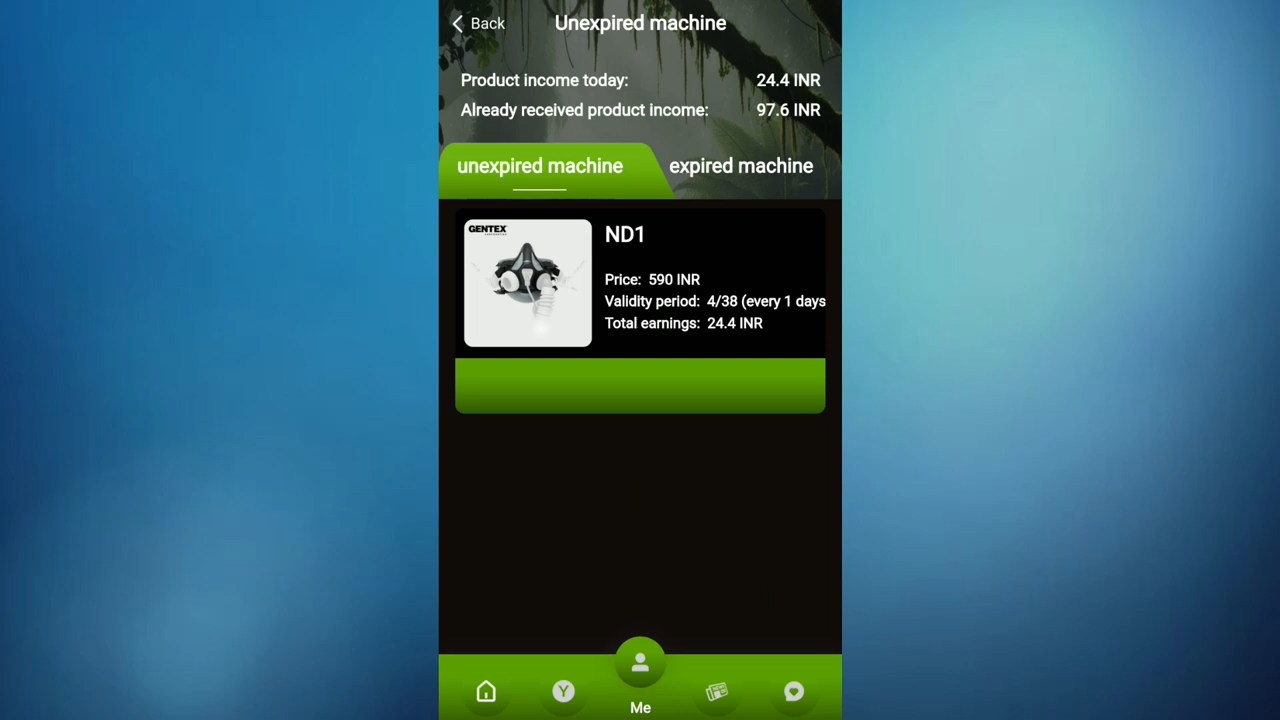 Back
Unexpired machine
Product income today: 24.4 INR
Already received product income: 97.6 INR
unexpired machine
expired machine
GENTEX
ND1
Price: 590 INR
Validity period: 4/38 (every 1 days
Total earnings: 24.4 INR
Y
Me